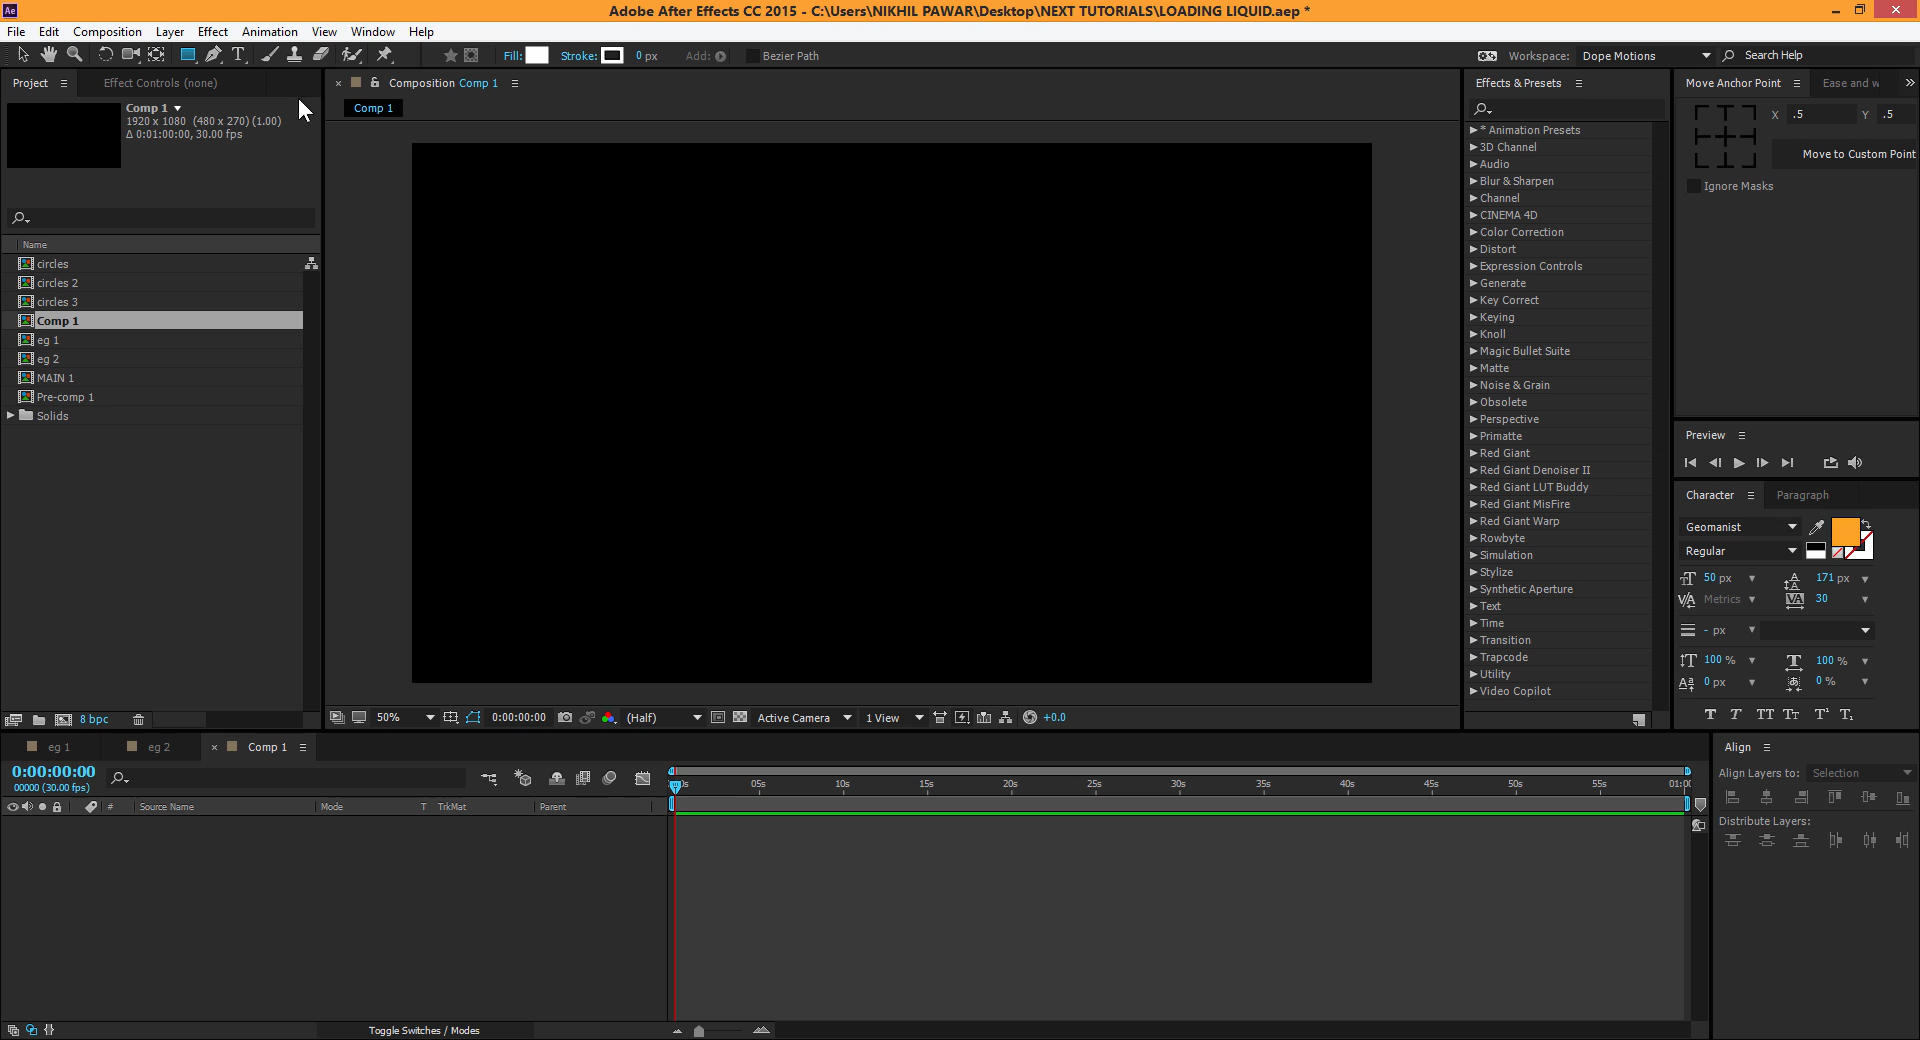 Ae
Adobe After Effects CC 2015 - C:\Users\NIKHIL PAWAR\Desktop\NEXT TUTORIALS\LOADING LIQUID.aep *
File Edit Composition Layer Effect Animation View Window Help
T Fill: Stroke: 0 px Add: Bezier Path Workspace: Dope Motions Search Help
Project Effect Controls (none)
Comp 1
1920 x 1080 (480 x 270) (1.00)
Δ 0:01:00:00, 30.00 fps
Name
circles
circles 2
circles 3
Comp 1
eg 1
eg 2
MAIN 1
Pre-comp 1
Solids
8 bpc
× Composition Comp 1
Comp 1
50% 0:00:00:00 (Half) Active Camera 1 View +0.0
Effects & Presets
* Animation Presets
3D Channel
Audio
Blur & Sharpen
Channel
CINEMA 4D
Color Correction
Distort
Expression Controls
Generate
Key Correct
Keying
Knoll
Magic Bullet Suite
Matte
Noise & Grain
Obsolete
Perspective
Primatte
Red Giant
Red Giant Denoiser II
Red Giant LUT Buddy
Red Giant MisFire
Red Giant Warp
Rowbyte
Simulation
Stylize
Synthetic Aperture
Text
Time
Transition
Trapcode
Utility
Video Copilot
Move Anchor Point Ease and w »
X .5 Y .5
Move to Custom Point
Ignore Masks
Preview
Character Paragraph
Geomanist
Regular
50 px 171 px
Metrics 30
- px
100 % 100 %
0 px 0 %
T T TT Tt T¹ T₁
eg 1 eg 2 × Comp 1
0:00:00:00
00000 (30.00 fps)
# Source Name Mode T TrkMat Parent
05s 10s 15s 20s 25s 30s 35s 40s 45s 50s 55s
Toggle Switches / Modes
Align
Align Layers to: Selection
Distribute Layers: